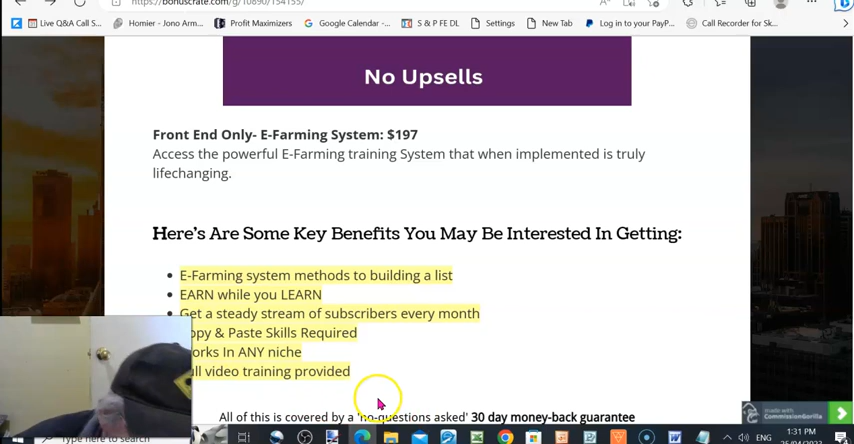 https://bonuscrate.com/g/10890/154155/
Live Q&A Call S...
Homier - Jono Arm...
Profit Maximizers
Google Calendar -...
S & P FE DL
Settings
New Tab
Log in to your PayP...
Call Recorder for Sk...
No Upsells
Front End Only- E-Farming System: $197
Access the powerful E-Farming training System that when implemented is truly
lifechanging.
Here's Are Some Key Benefits You May Be Interested In Getting:
E-Farming system methods to building a list
EARN while you LEARN
Get a steady stream of subscribers every month
opy & Paste Skills Required
orks In ANY niche
ull video training provided
All of this is covered by a 'no-questions asked' 30 day money-back guarantee
made with
CommissionGorilla
Type here to search
ENG
1:31 PM